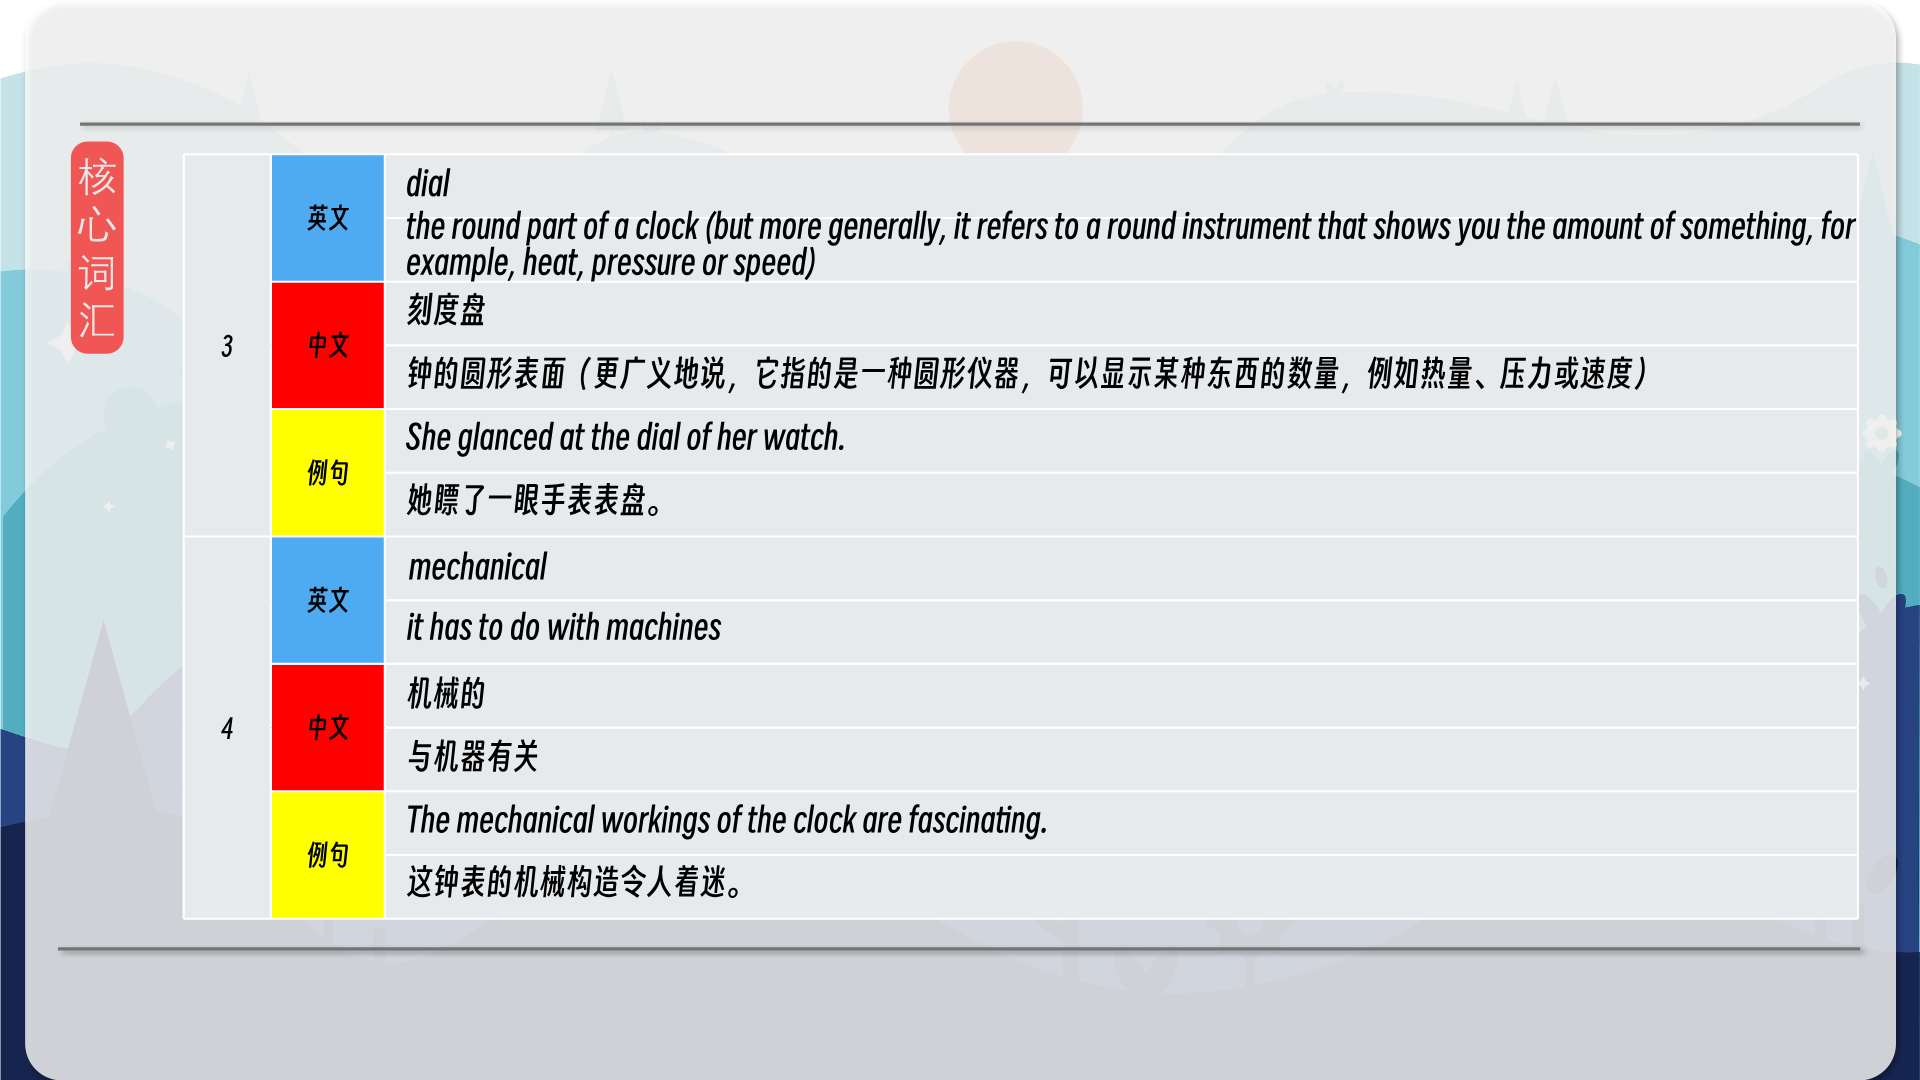 核
心
词
汇
3
英文
dial
the round part of a clock (but more generally, it refers to a round instrument that shows you the amount of something, for
example, heat, pressure or speed)
中文
刻度盘
钟的圆形表面（更广义地说，它指的是一种圆形仪器，可以显示某种东西的数量，例如热量、压力或速度）
例句
She glanced at the dial of her watch.
她瞟了一眼手表表盘。
4
英文
mechanical
it has to do with machines
中文
机械的
与机器有关
例句
The mechanical workings of the clock are fascinating.
这钟表的机械构造令人着迷。